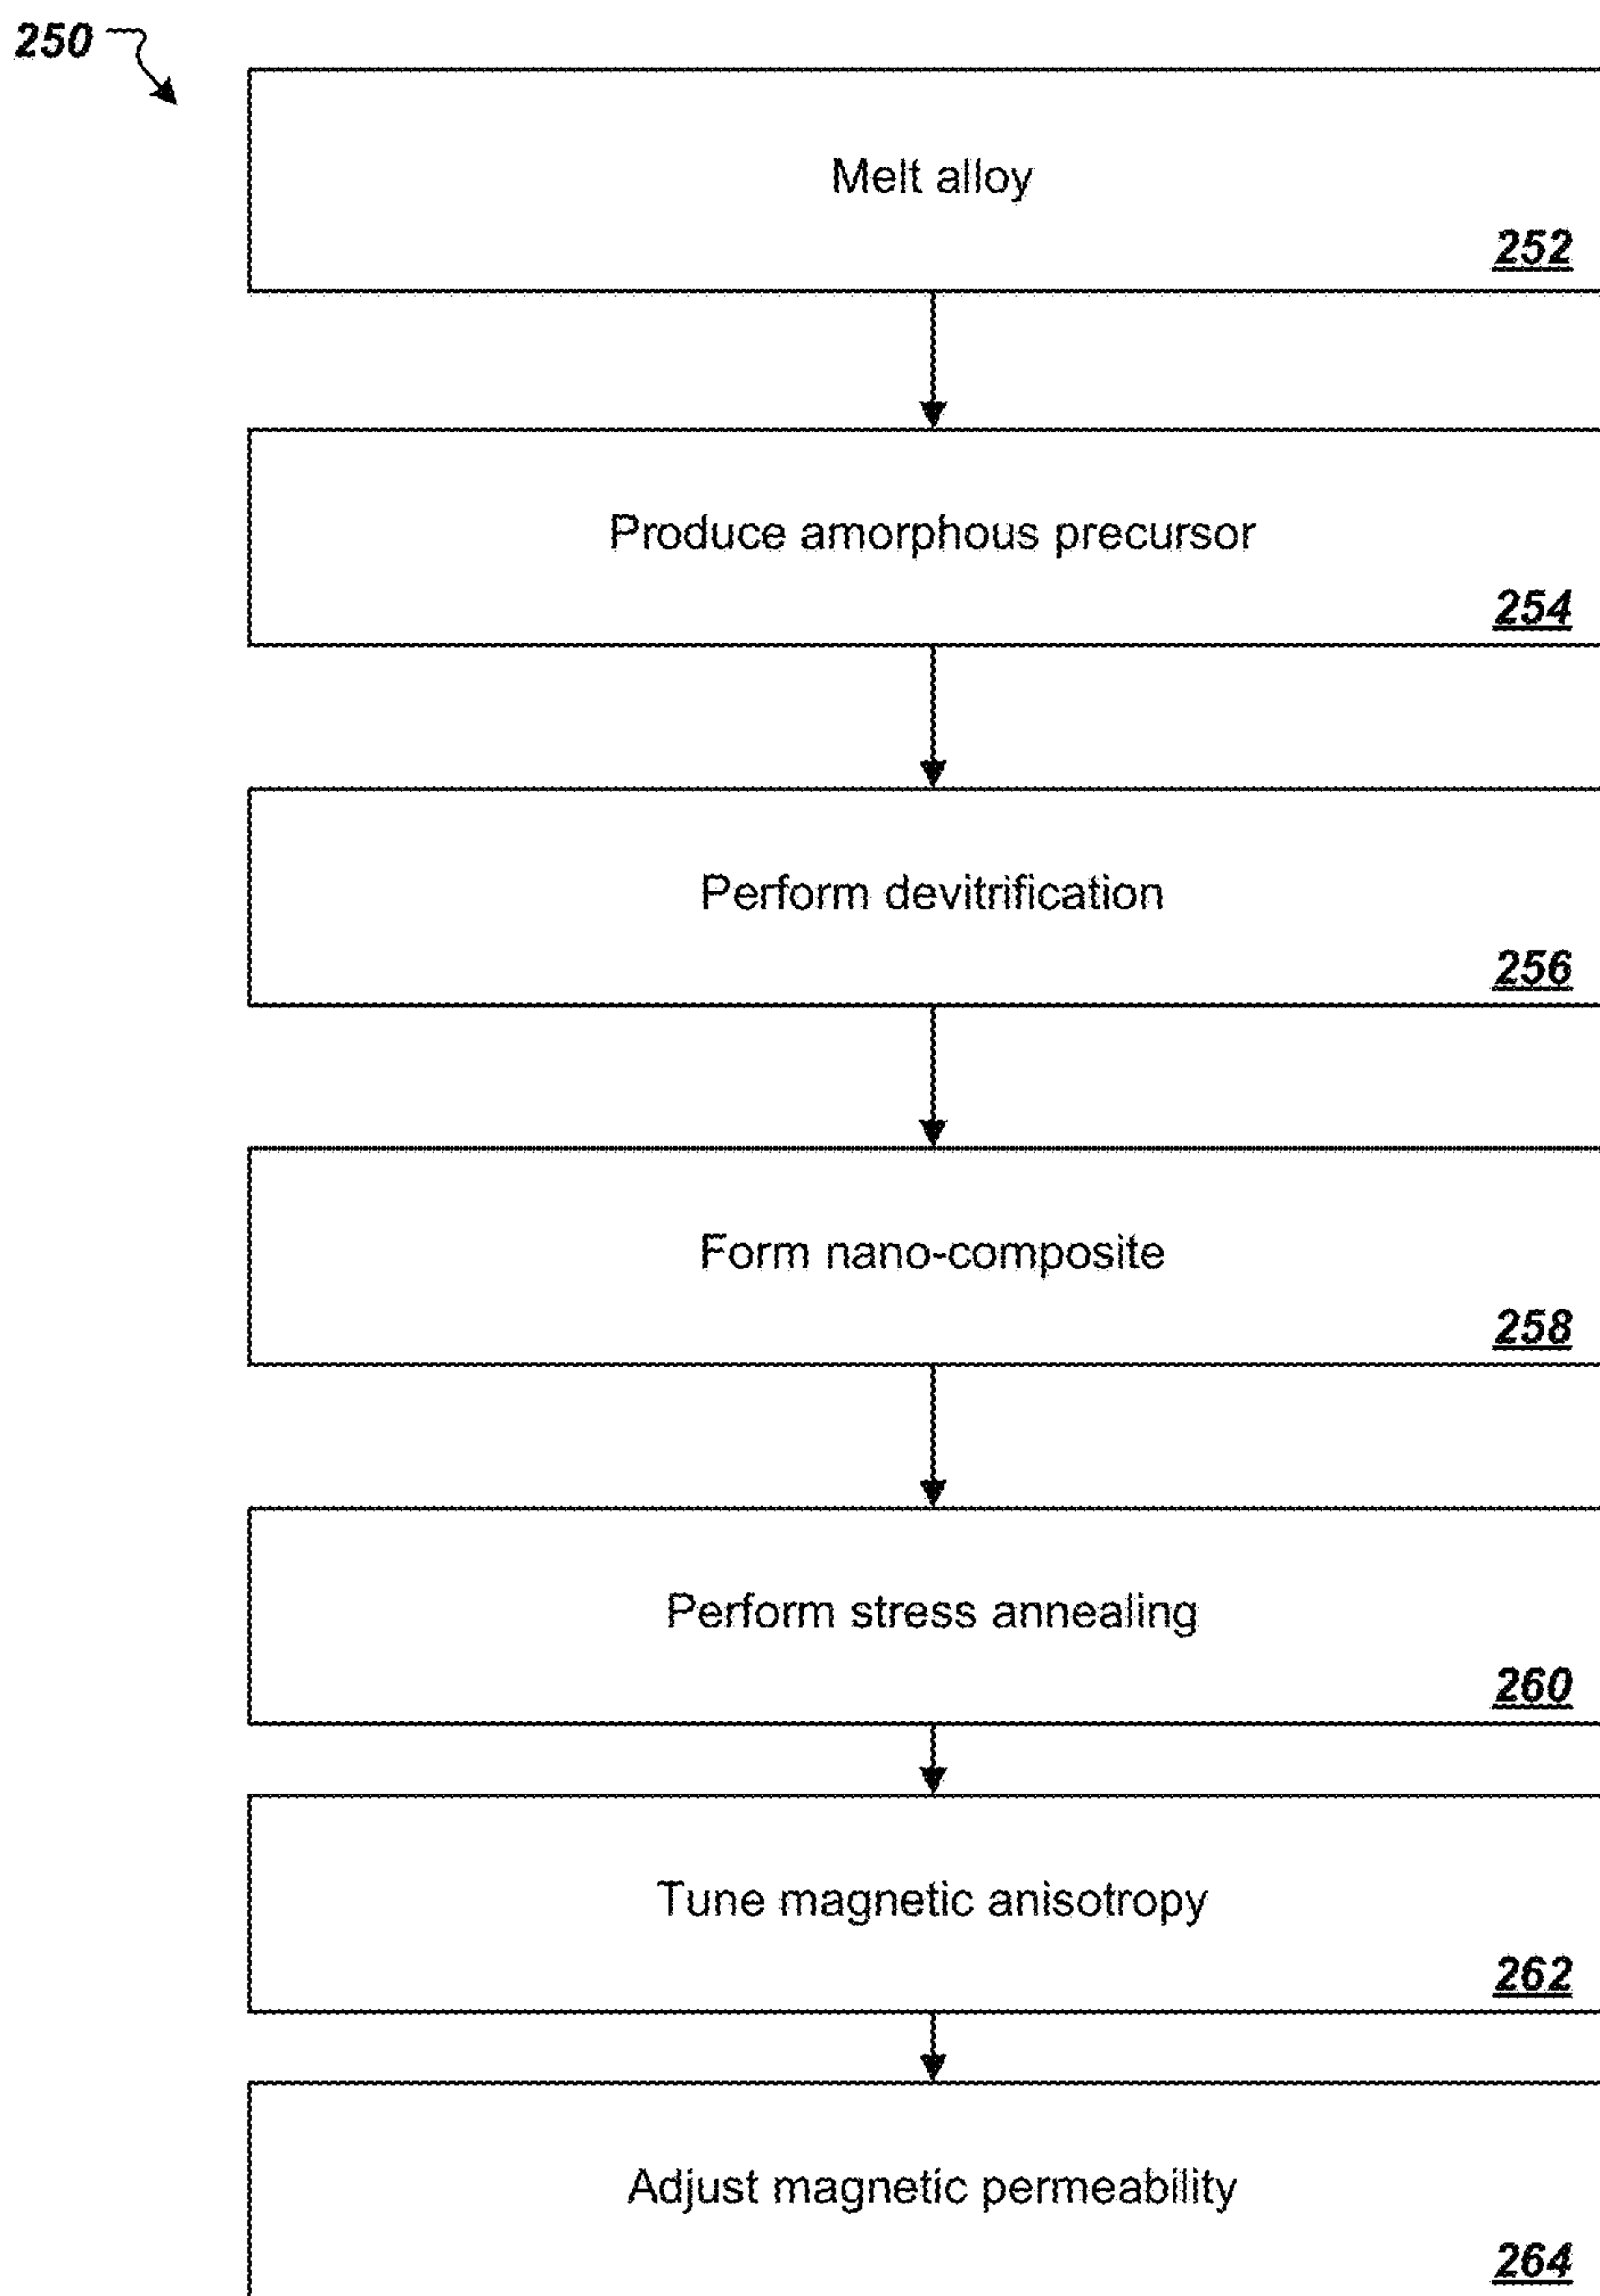 250
Melt alloy
252
Produce amorphous precursor
254
Perform devitrification
256
Form nano-composite
258
Perform stress annealing
260
Tune magnetic anisotropy
262
Adjust magnetic permeability
264